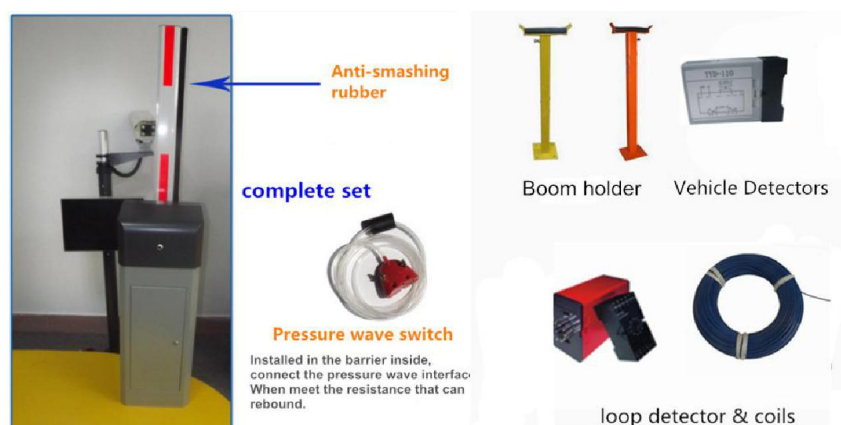 Anti-smashing
rubber
complete set
Pressure wave switch
Installed in the barrier inside,
connect the pressure wave interface
When meet the resistance that can
rebound.
Boom holder
Vehicle Detectors
loop detector & coils